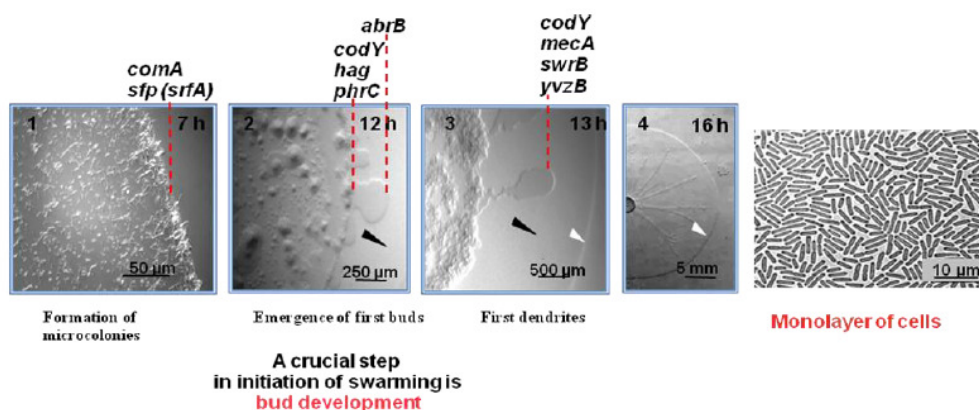 abrB
codY
hag
phrC
codY
mecA
swrB
yvzB
comA
sfp (srfA)
1 7 h
2 12 h
3 13 h
4 16 h
50 µm
250 µm
500 µm
5 mm
10 µm
Formation of
microcolonies
Emergence of first buds
First dendrites
Monolayer of cells
A crucial step
in initiation of swarming is
bud development